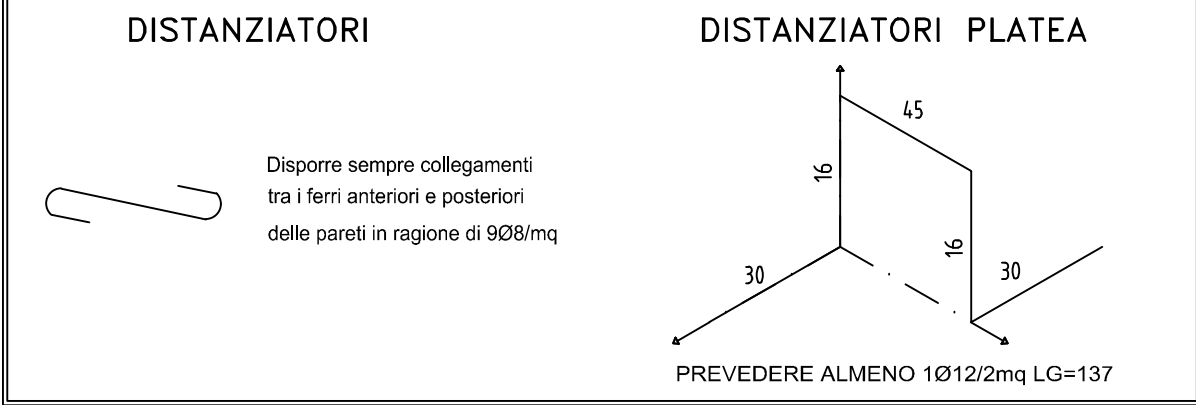 DISTANZIATORI
Disporre sempre collegamenti
tra i ferri anteriori e posteriori
delle pareti in ragione di 9Ø8/mq
DISTANZIATORI PLATEA
45
16
16
30
30
PREVEDERE ALMENO 1Ø12/2mq LG=137